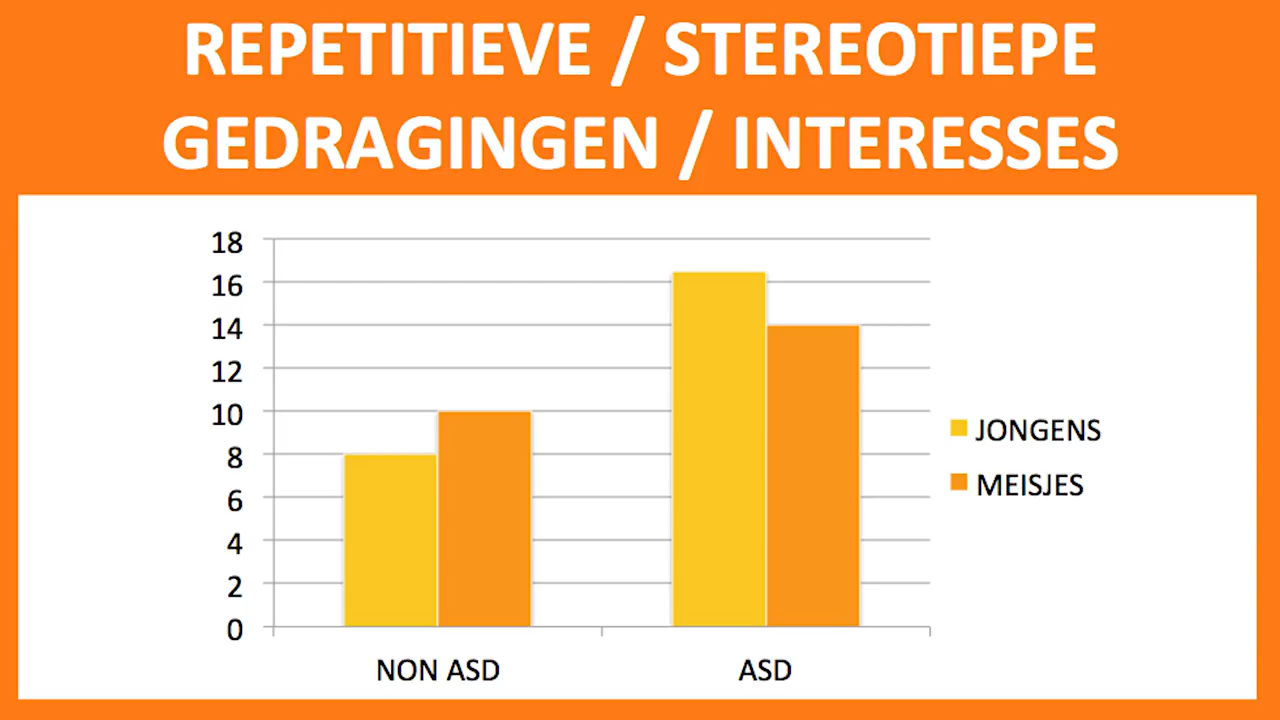 REPETITIEVE / STEREOTIEPE
GEDRAGINGEN / INTERESSES
18
16
14
12
10
8
6
4
2
0
NON ASD
ASD
JONGENS
MEISJES